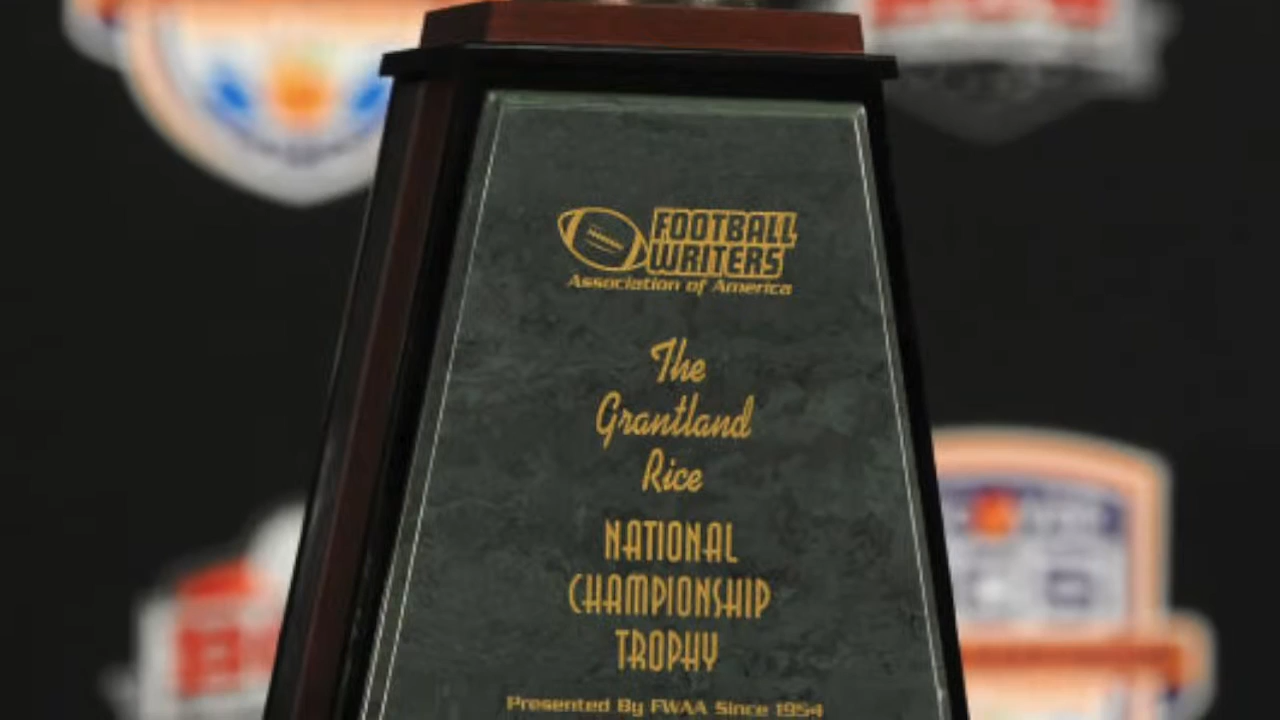 FOOTBALL
WRITERS
Association of America
The
Grantland
Rice
NATIONAL
CHAMPIONSHIP
TROPHY
Presented By FWAA Since 1954